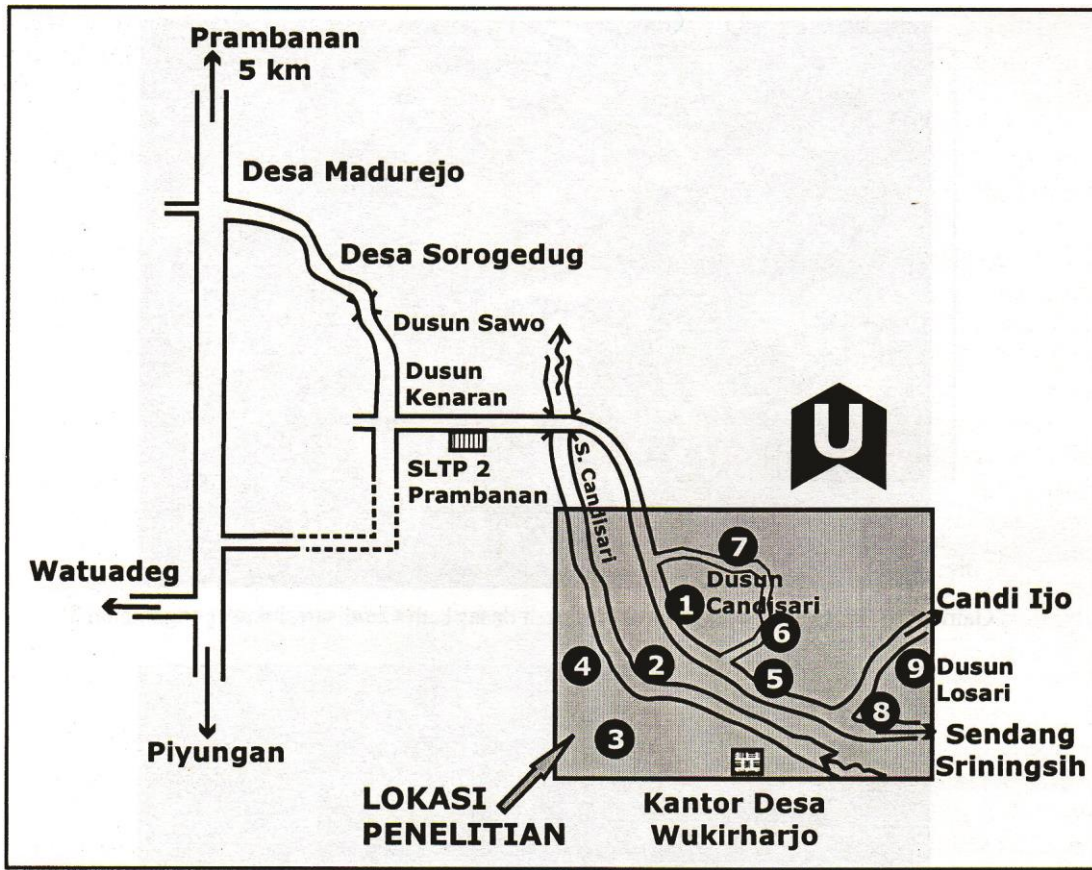 Prambanan
5 km
Desa Madurejo
Desa Sorogedug
Dusun Sawo
Dusun
Kenaran
U
SLTP 2
Prambanan
S. Candisari
7
Watuadeg
Dusun
Candisari
1
Candi Ijo
6
4
2
5
9
Dusun
Losari
8
3
Sendang
Sriningsih
Piyungan
LOKASI
PENELITIAN
Kantor Desa
Wukirharjo